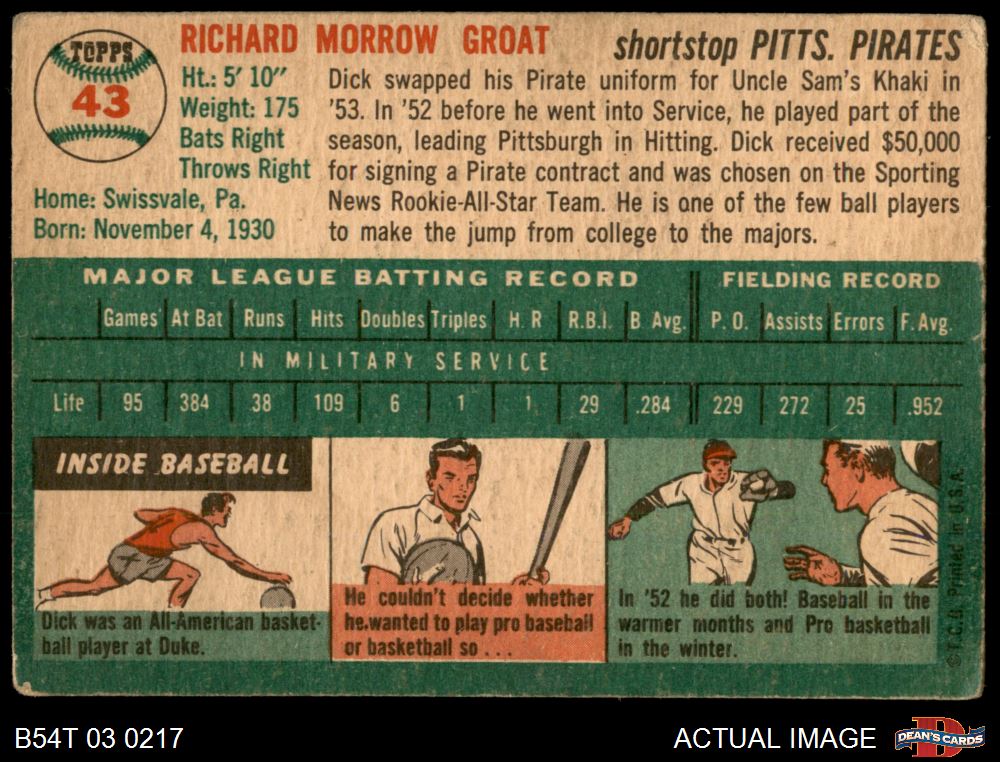 TOPPS
43
RICHARD MORROW GROAT
shortstop PITTS. PIRATES
Ht.: 5' 10"
Weight: 175
Bats Right
Throws Right
Home: Swissvale, Pa.
Born: November 4, 1930
Dick swapped his Pirate uniform for Uncle Sam's Khaki in
'53. In '52 before he went into Service, he played part of the
season, leading Pittsburgh in Hitting. Dick received $50,000
for signing a Pirate contract and was chosen on the Sporting
News Rookie-All-Star Team. He is one of the few ball players
to make the jump from college to the majors.
MAJOR LEAGUE BATTING RECORD FIELDING RECORD
Games At Bat Runs Hits Doubles Triples H. R R.B.I. B. Avg. P. O. Assists Errors F. Avg.
IN MILITARY SERVICE
Life 95 384 38 109 6 1 1 29 .284 229 272 25 .952
INSIDE BASEBALL
Dick was an All-American basket-
ball player at Duke.
He couldn't decide whether
he wanted to play pro baseball
or basketball so . . .
In '52 he did both! Baseball in the
warmer months and Pro basketball
in the winter.
© T.C.G. Printed in U.S.A.
B54T 03 0217
ACTUAL IMAGE
D
DEAN'S CARDS